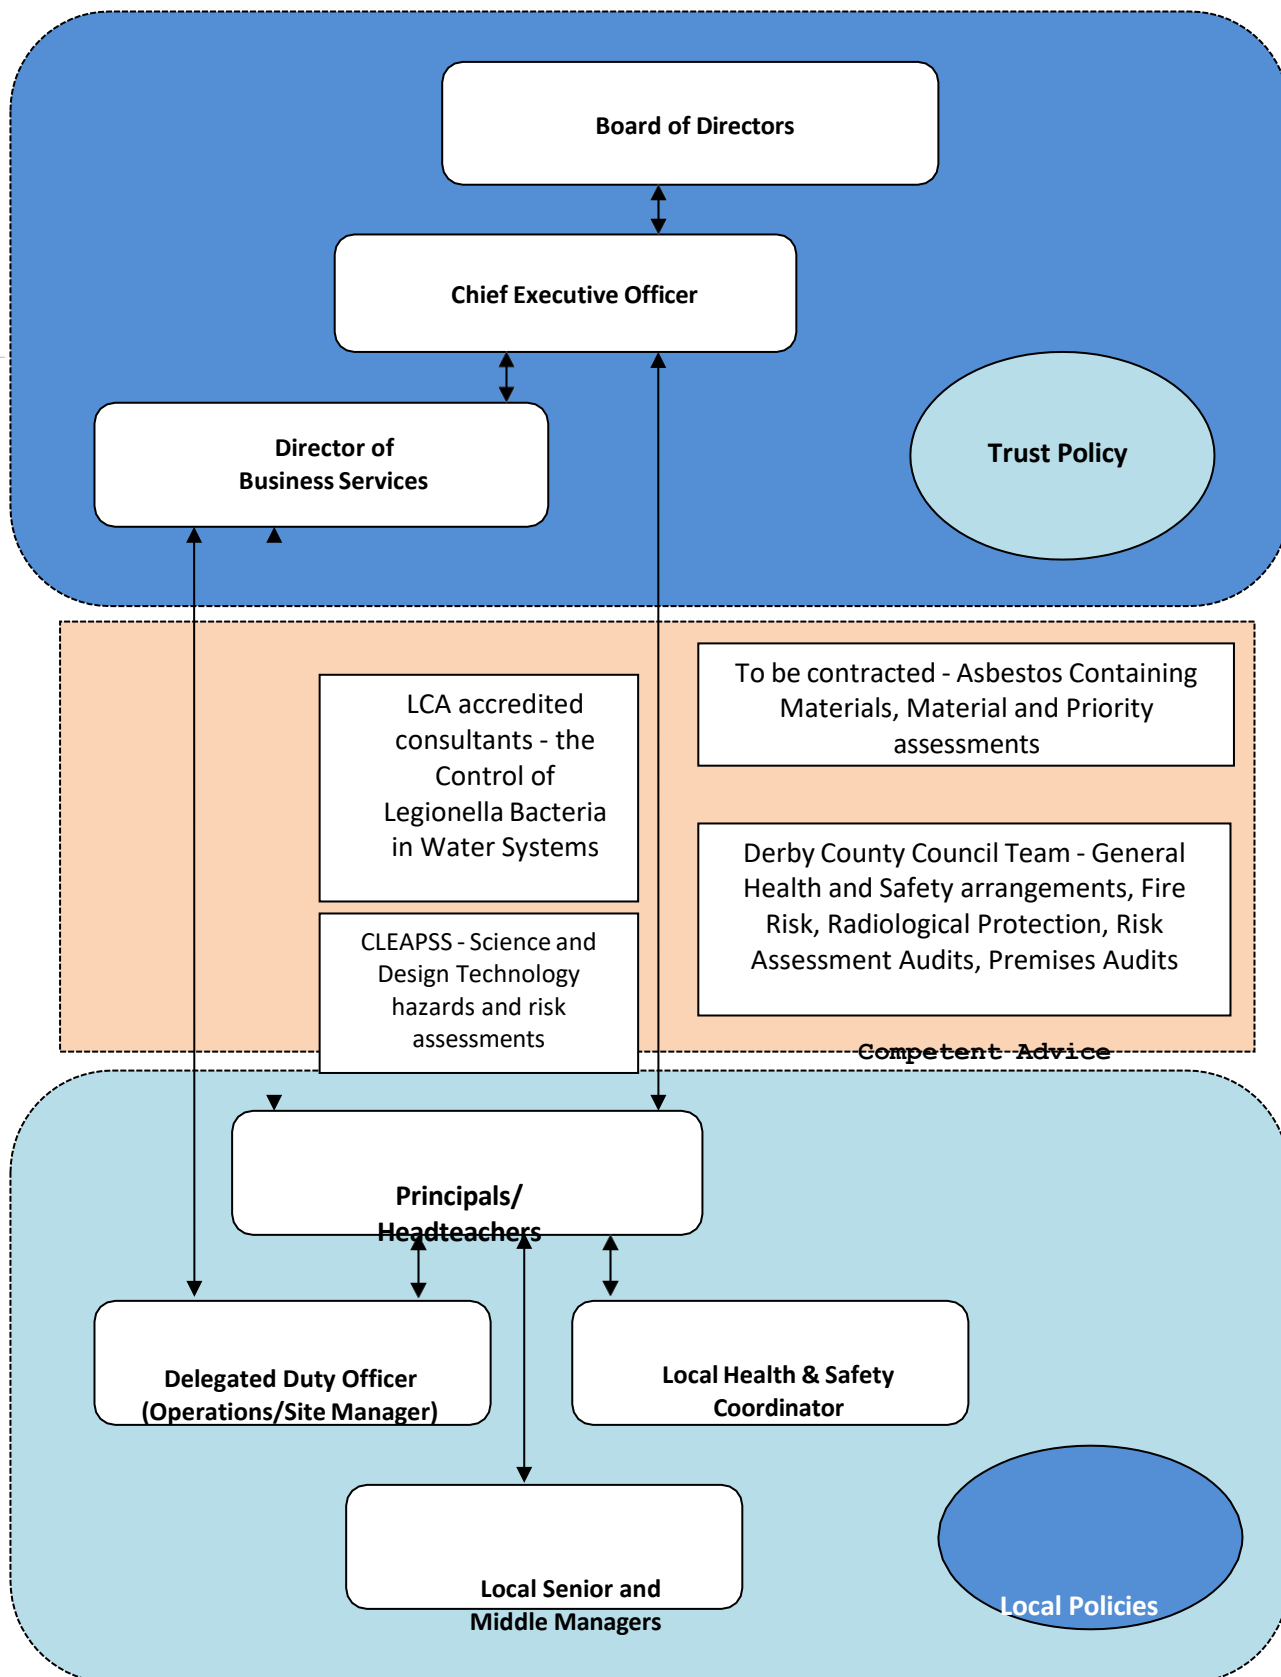 Board of Directors
Chief Executive Officer
Director of
Business Services
Trust Policy
To be contracted - Asbestos Containing
Materials, Material and Priority
assessments
LCA accredited
consultants - the
Control of
Legionella Bacteria
in Water Systems
Derby County Council Team - General
Health and Safety arrangements, Fire
Risk, Radiological Protection, Risk
Assessment Audits, Premises Audits
CLEAPSS - Science and
Design Technology
hazards and risk
assessments
Competent Advice
Principals/
Headteachers
Delegated Duty Officer
(Operations/Site Manager)
Local Health & Safety
Coordinator
Local Senior and
Middle Managers
Local Policies